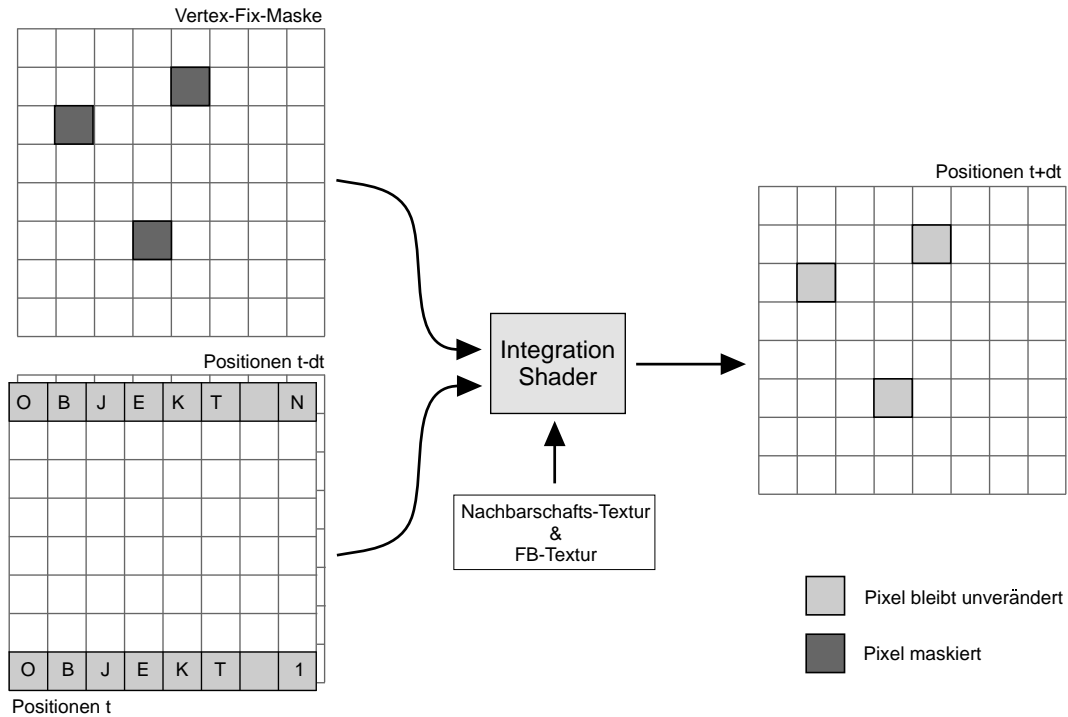 Vertex-Fix-Maske
Positionen t-dt
O B J E K T N
O B J E K T 1
Positionen t
Integration
Shader
Nachbarschafts-Textur
&
FB-Textur
Positionen t+dt
Pixel bleibt unverändert
Pixel maskiert